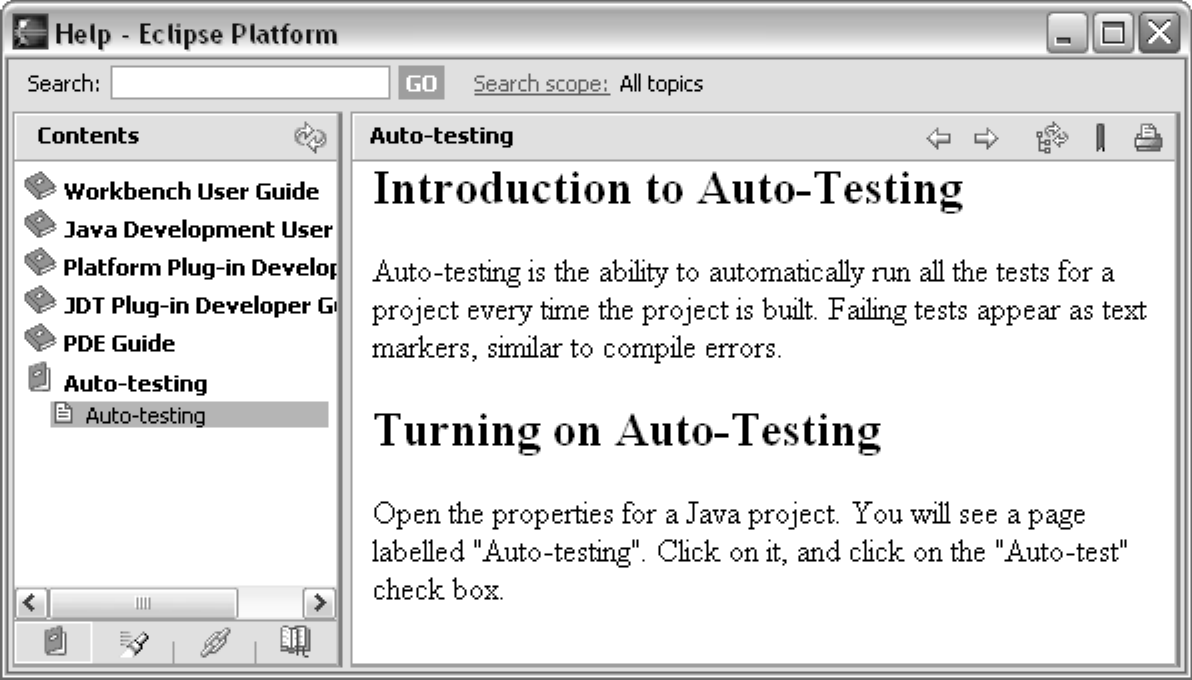 Help - Eclipse Platform
Search:
GO
Search scope: All topics
Contents
Workbench User Guide
Java Development User
Platform Plug-in Develop
JDT Plug-in Developer Gu
PDE Guide
Auto-testing
Auto-testing
Auto-testing
Introduction to Auto-Testing
Auto-testing is the ability to automatically run all the tests for a
project every time the project is built. Failing tests appear as text
markers, similar to compile errors.
Turning on Auto-Testing
Open the properties for a Java project. You will see a page
labelled "Auto-testing". Click on it, and click on the "Auto-test"
check box.